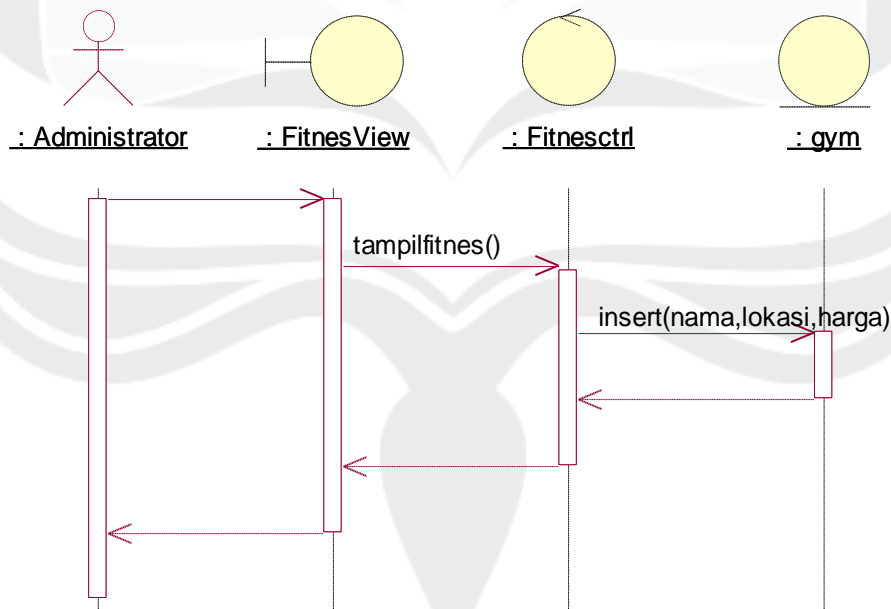 : Administrator
: FitnesView
: Fitnesctrl
: gym
tampilfitnes()
insert(nama,lokasi,harga)